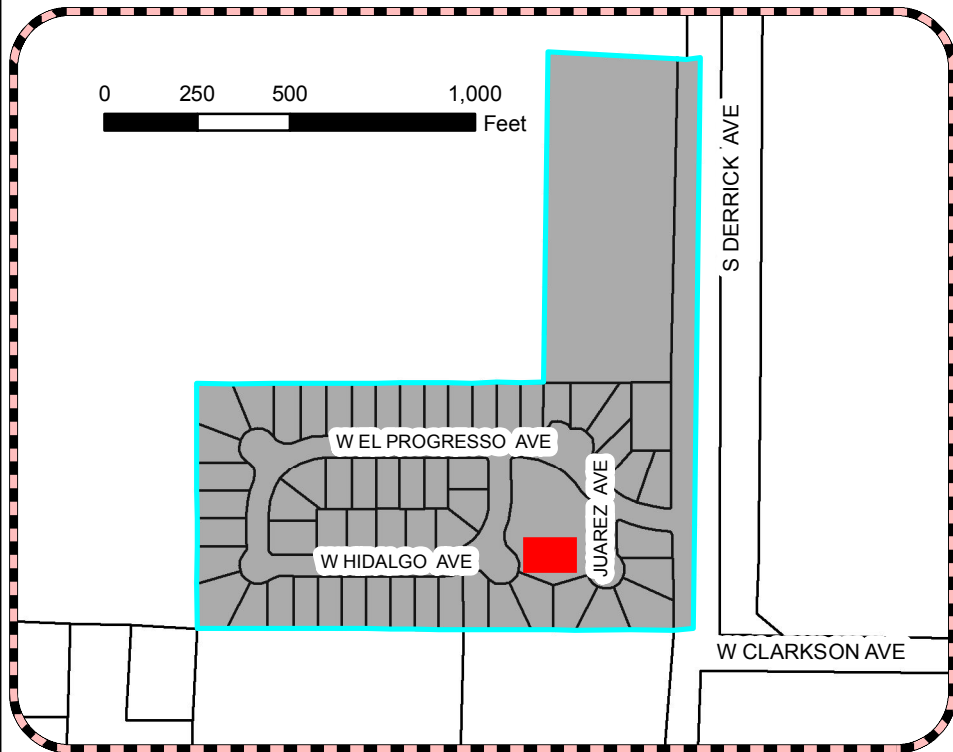 0 250 500 1,000
Feet
S DERRICK AVE
W EL PROGRESSO AVE
JUAREZ AVE
W HIDALGO AVE
W CLARKSON AVE